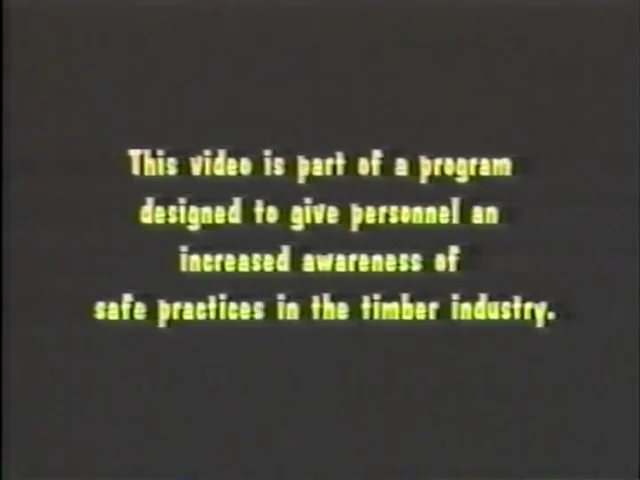 This video is part of a program
designed to give personnel an
increased awareness of
safe practices in the timber industry.